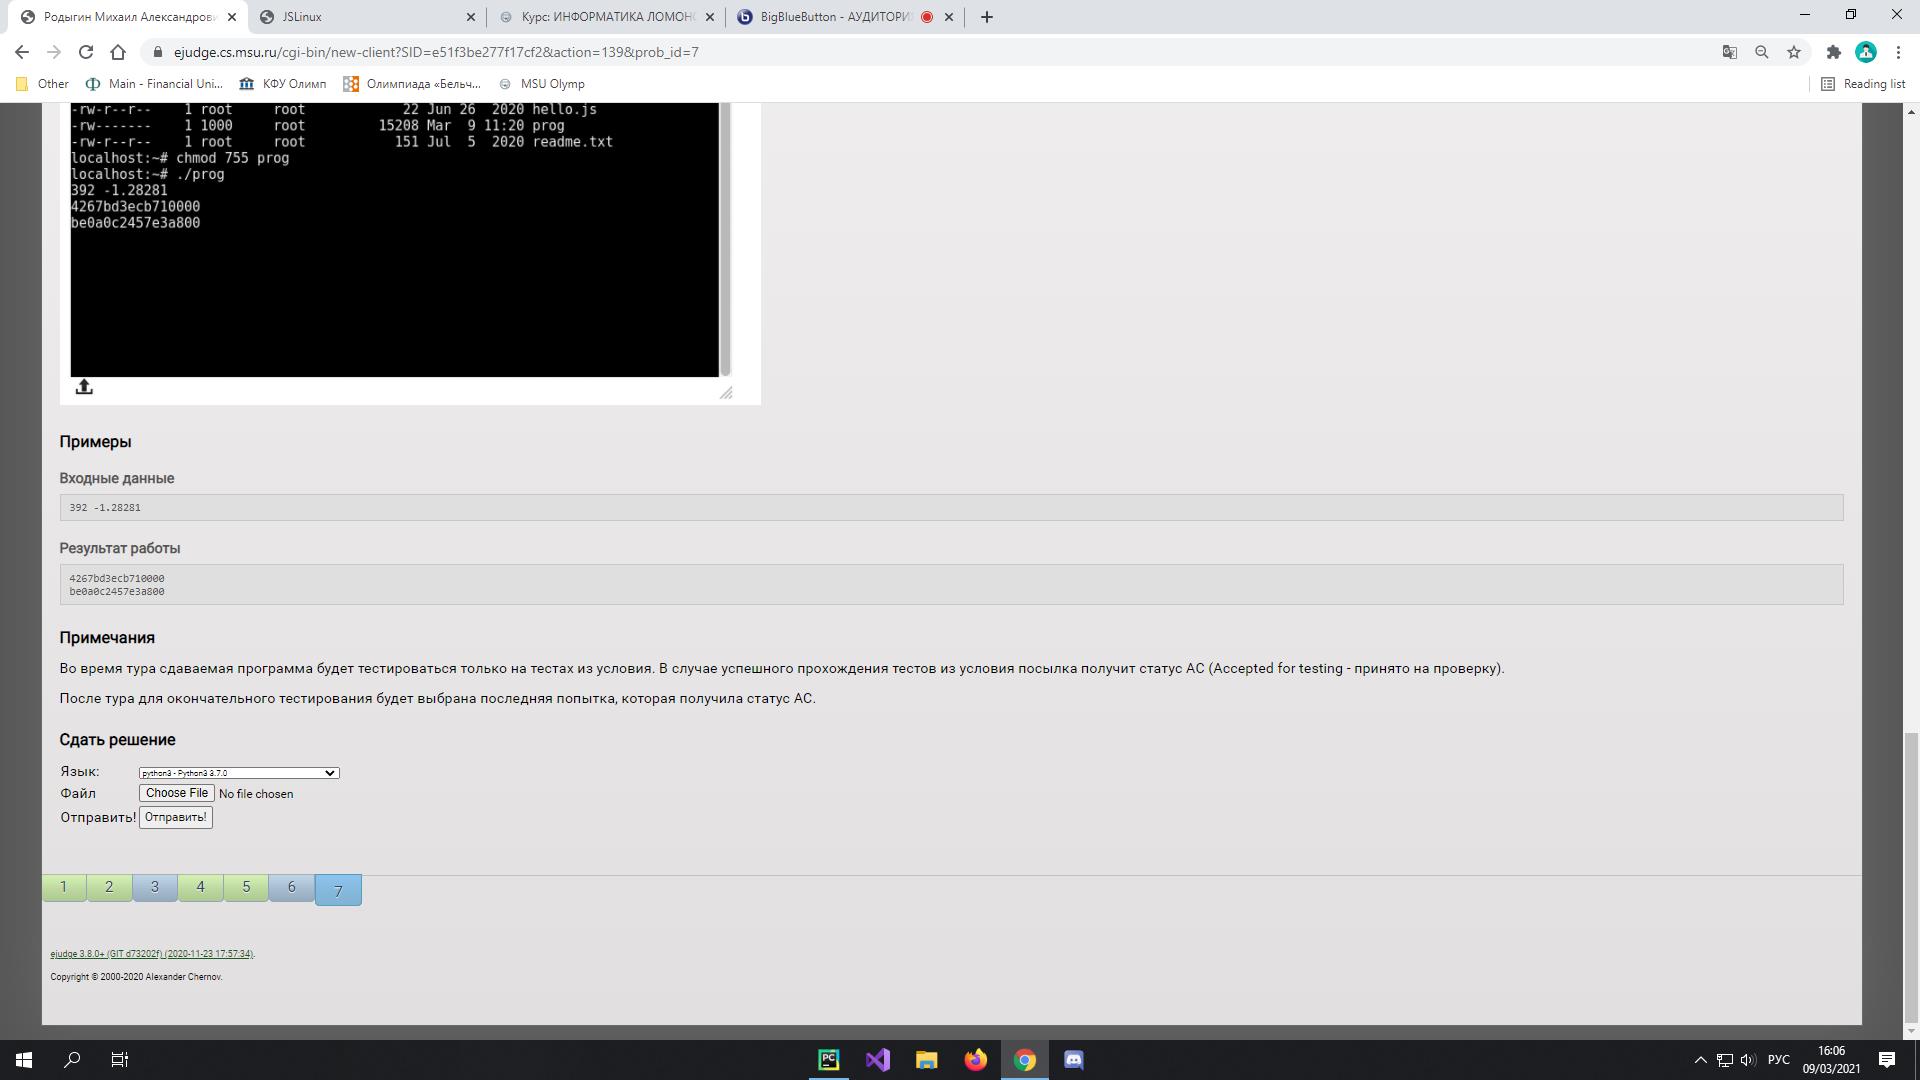 Родыгин Михаил Александрови
JSLinux
Курс: ИНФОРМАТИКА ЛОМОНО
BigBlueButton - АУДИТОРИ
ejudge.cs.msu.ru/cgi-bin/new-client?SID=e51f3be277f17cf2&action=139&prob_id=7
Other
Main - Financial Uni...
КФУ Олимп
Олимпиада «Бельч...
MSU Olymp
Reading list
-rw-r--r-- 1 root root 22 Jun 26 2020 hello.js
-rw------- 1 1000 root 15208 Mar 9 11:20 prog
-rw-r--r-- 1 root root 151 Jul 5 2020 readme.txt
localhost:~# chmod 755 prog
localhost:~# ./prog
392 -1.28281
4267bd3ecb710000
be0a0c2457e3a800
Примеры
Входные данные
392 -1.28281
Результат работы
4267bd3ecb710000
be0a0c2457e3a800
Примечания
Во время тура сдаваемая программа будет тестироваться только на тестах из условия. В случае успешного прохождения тестов из условия посылка получит статус AC (Accepted for testing - принято на проверку).
После тура для окончательного тестирования будет выбрана последняя попытка, которая получила статус AC.
Сдать решение
Язык: python3 - Python3 3.7.0
Файл Choose File No file chosen
Отправить! Отправить!
1 2 3 4 5 6 7
ejudge 3.8.0+ (GIT d73202f) (2020-11-23 17:57:34).
Copyright © 2000-2020 Alexander Chernov.
PC
РУС
16:06
09/03/2021